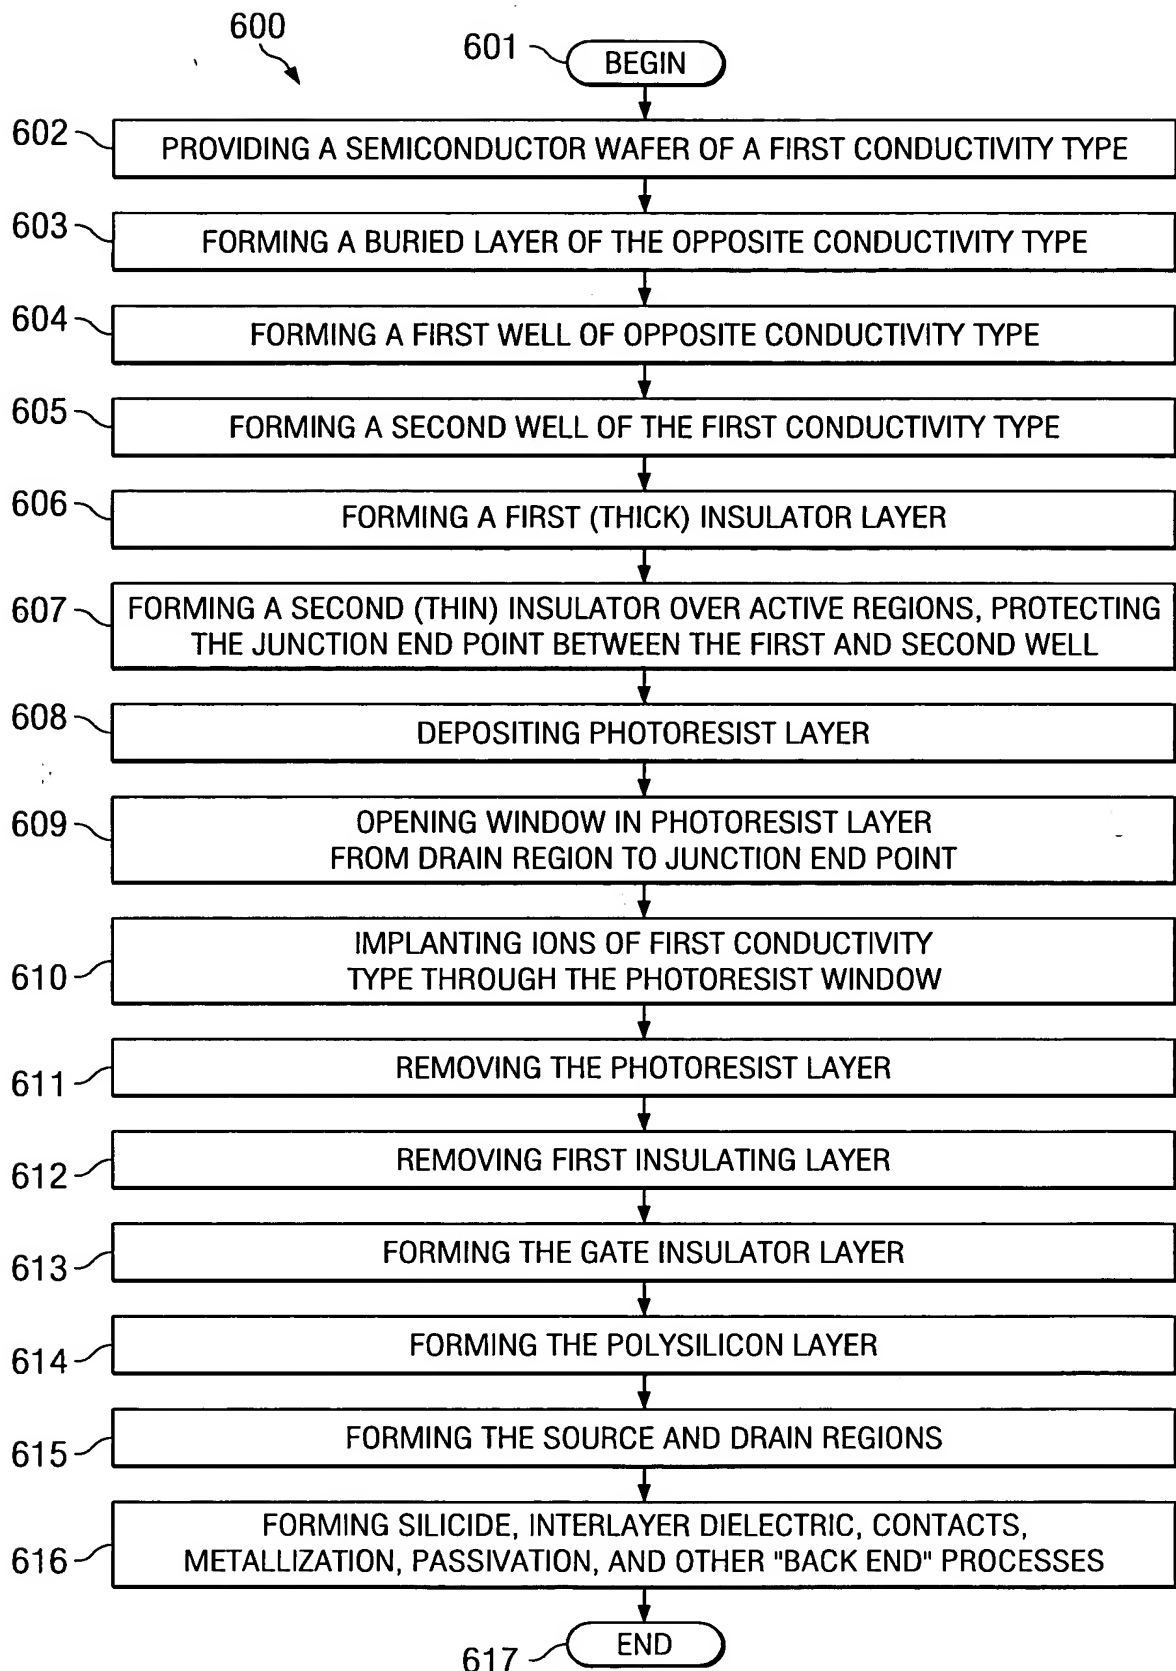 600
601
BEGIN
602
PROVIDING A SEMICONDUCTOR WAFER OF A FIRST CONDUCTIVITY TYPE
603
FORMING A BURIED LAYER OF THE OPPOSITE CONDUCTIVITY TYPE
604
FORMING A FIRST WELL OF OPPOSITE CONDUCTIVITY TYPE
605
FORMING A SECOND WELL OF THE FIRST CONDUCTIVITY TYPE
606
FORMING A FIRST (THICK) INSULATOR LAYER
607
FORMING A SECOND (THIN) INSULATOR OVER ACTIVE REGIONS, PROTECTING
THE JUNCTION END POINT BETWEEN THE FIRST AND SECOND WELL
608
DEPOSITING PHOTORESIST LAYER
609
OPENING WINDOW IN PHOTORESIST LAYER
FROM DRAIN REGION TO JUNCTION END POINT
610
IMPLANTING IONS OF FIRST CONDUCTIVITY
TYPE THROUGH THE PHOTORESIST WINDOW
611
REMOVING THE PHOTORESIST LAYER
612
REMOVING FIRST INSULATING LAYER
613
FORMING THE GATE INSULATOR LAYER
614
FORMING THE POLYSILICON LAYER
615
FORMING THE SOURCE AND DRAIN REGIONS
616
FORMING SILICIDE, INTERLAYER DIELECTRIC, CONTACTS,
METALLIZATION, PASSIVATION, AND OTHER "BACK END" PROCESSES
617
END